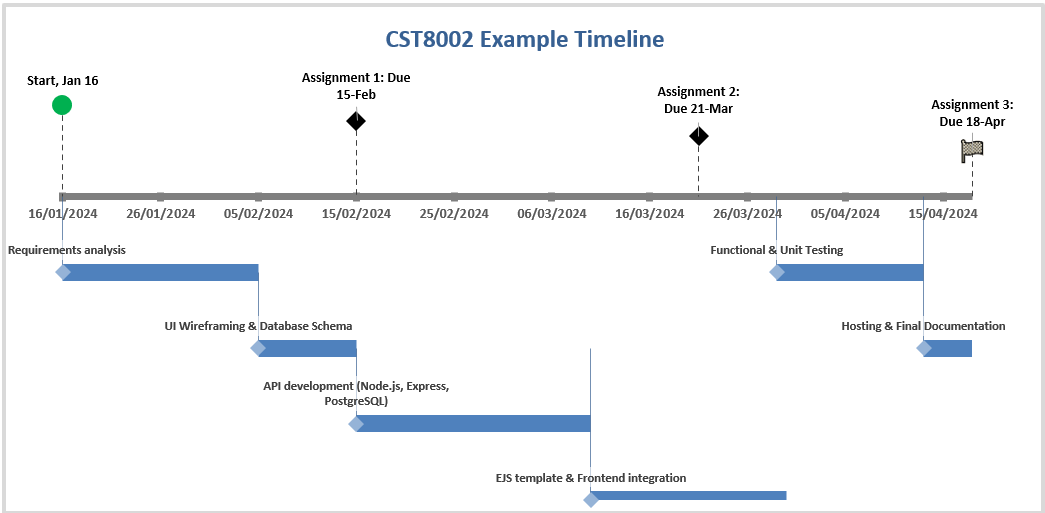 CST8002 Example Timeline
Start, Jan 16
Assignment 1: Due
15-Feb
Assignment 2:
Due 21-Mar
Assignment 3:
Due 18-Apr
16/01/2024
26/01/2024
05/02/2024
15/02/2024
25/02/2024
06/03/2024
16/03/2024
26/03/2024
05/04/2024
15/04/2024
Requirements analysis
Functional & Unit Testing
UI Wireframing & Database Schema
Hosting & Final Documentation
API development (Node.js, Express,
PostgreSQL)
EJS template & Frontend integration